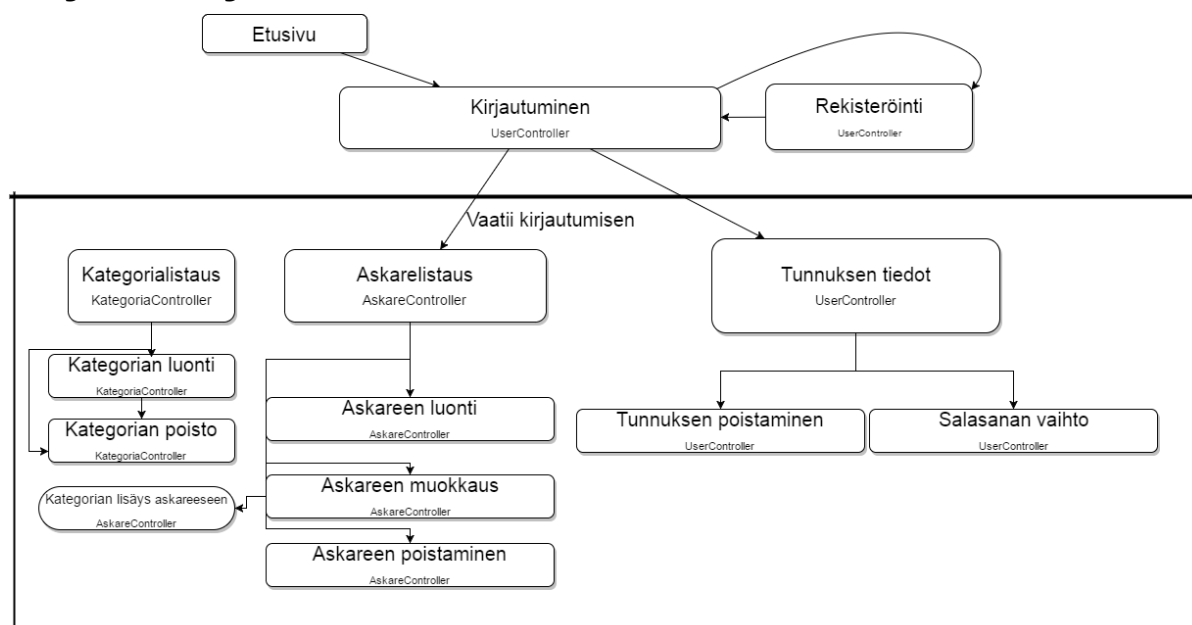 Etusivu
Kirjautuminen
UserController
Rekisteröinti
UserController
Vaatii kirjautumisen
Kategorialistaus
KategoriaController
Askarelistaus
AskareController
Tunnuksen tiedot
UserController
Kategorian luonti
KategoriaController
Kategorian poisto
KategoriaController
Kategorian lisäys askareeseen
AskareController
Askareen luonti
AskareController
Askareen muokkaus
AskareController
Askareen poistaminen
AskareController
Tunnuksen poistaminen
UserController
Salasanan vaihto
UserController